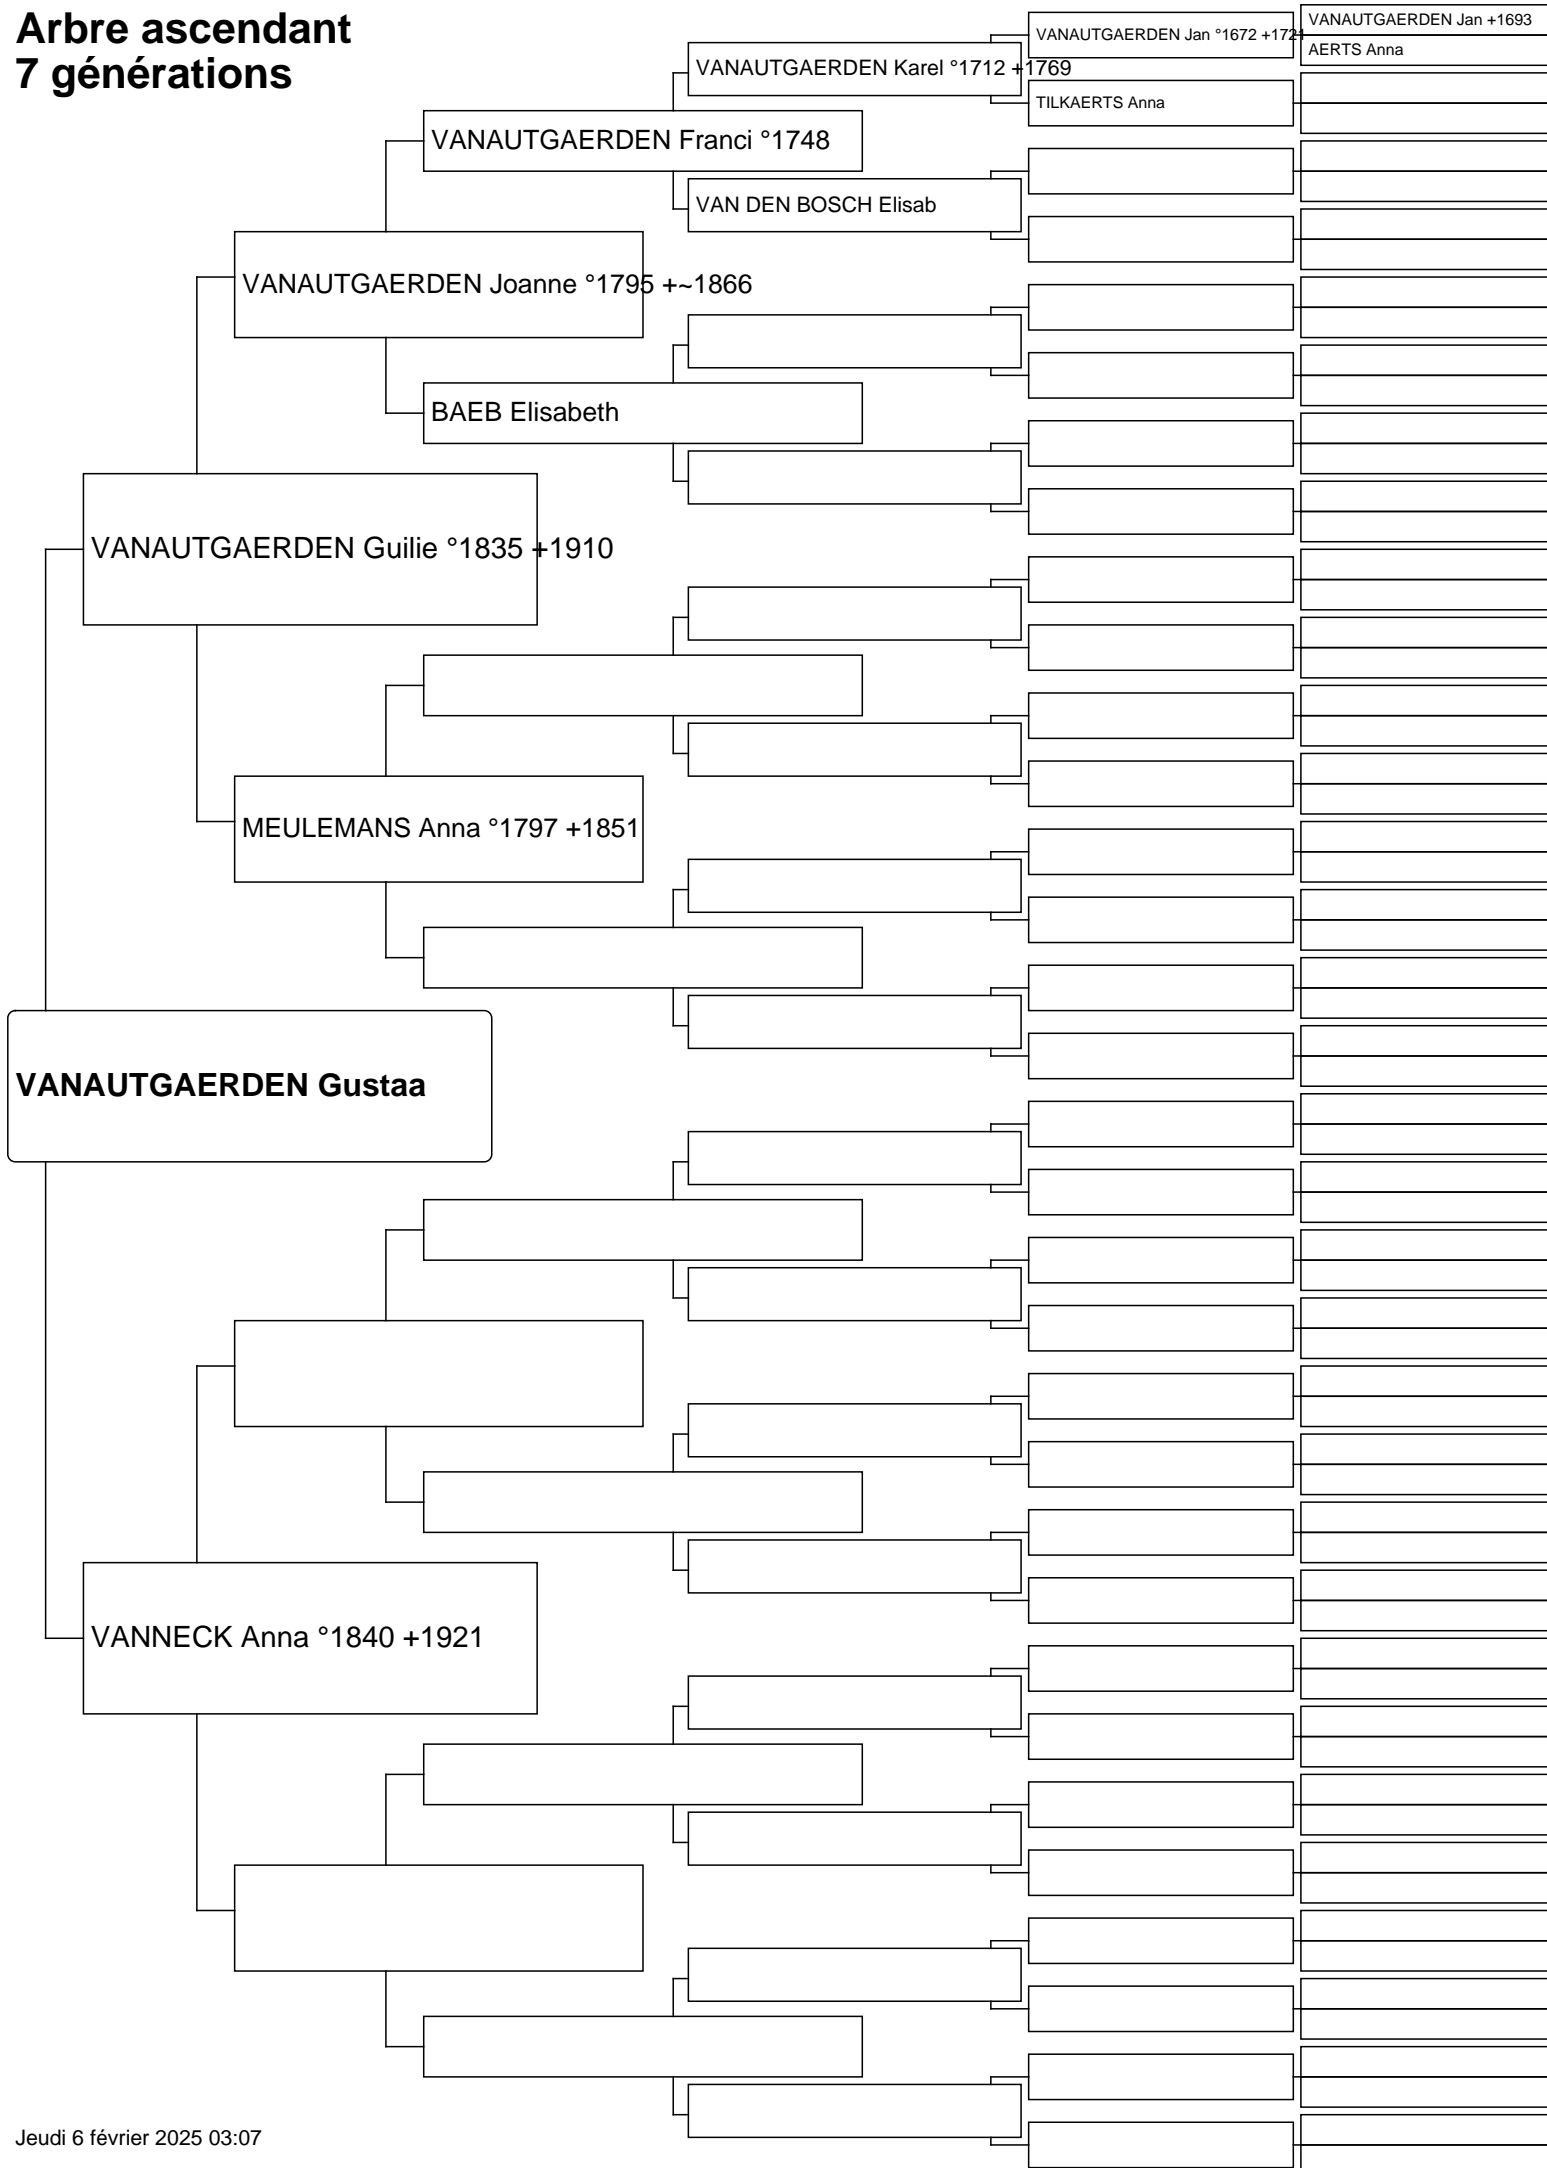 Arbre ascendant
7 générations
VANAUTGAERDEN Jan +1693
AERTS Anna
VANAUTGAERDEN Jan °1672 +1721
VANAUTGAERDEN Karel °1712 +1769
TILKAERTS Anna
VANAUTGAERDEN Franci °1748
VAN DEN BOSCH Elisab
VANAUTGAERDEN Joanne °1795 +~1866
BAEB Elisabeth
VANAUTGAERDEN Guilie °1835 +1910
MEULEMANS Anna °1797 +1851
VANAUTGAERDEN Gustaa
VANNECK Anna °1840 +1921
Jeudi 6 février 2025 03:07